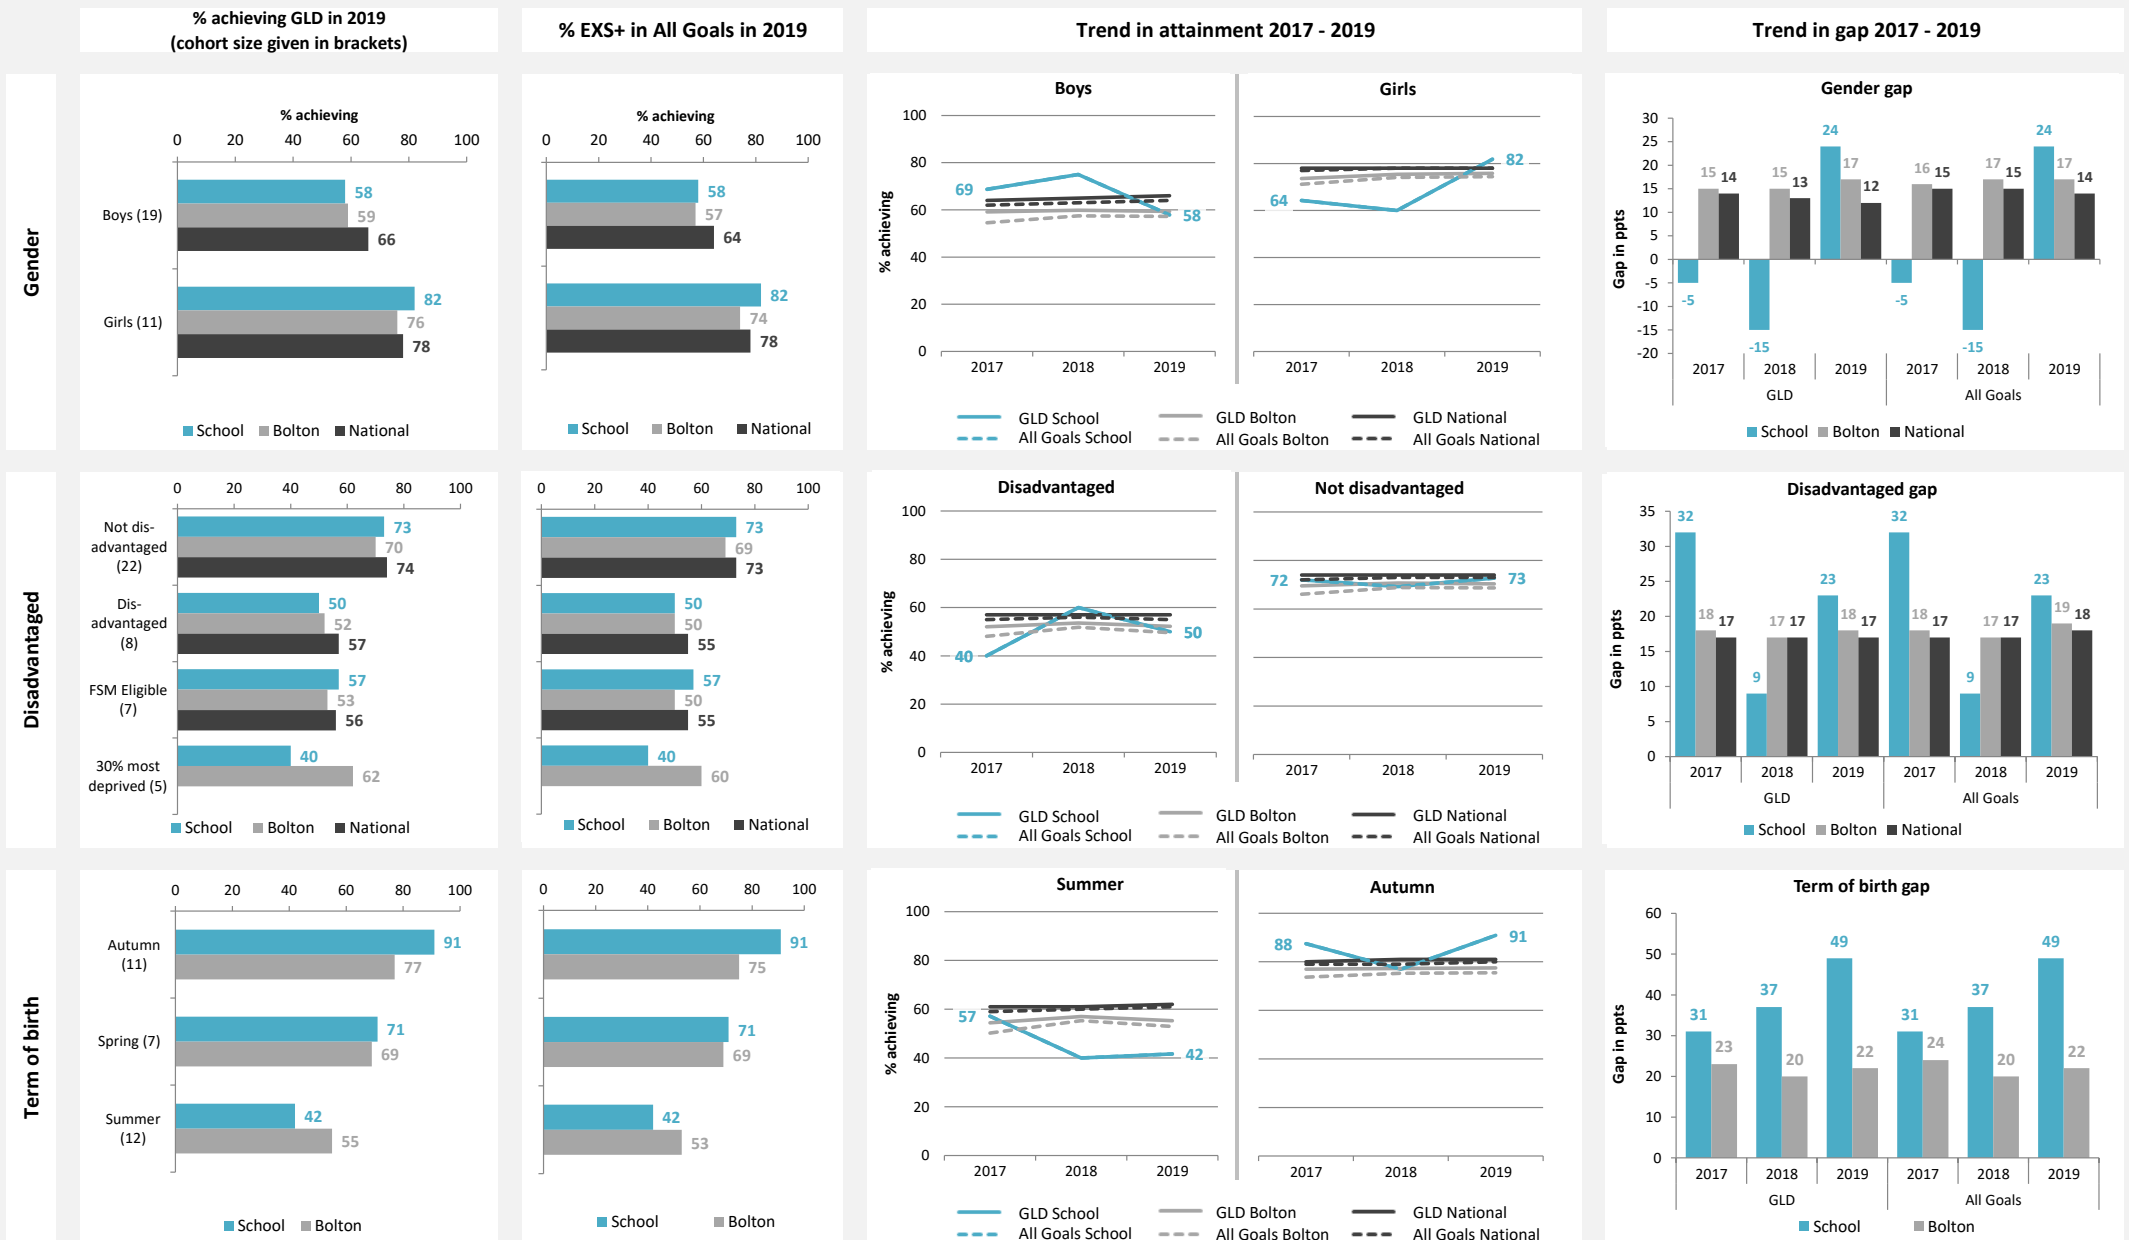 % achieving GLD in 2019
(cohort size given in brackets)
% EXS+ in All Goals in 2019
Trend in attainment 2017 - 2019
Trend in gap 2017 - 2019
Gender
% achieving
0 20 40 60 80 100
Boys (19)
58
59
66
Girls (11)
82
76
78
School Bolton National
% achieving
0 20 40 60 80 100
58
57
64
82
74
78
School Bolton National
Boys
Girls
% achieving
100
80
60
40
20
0
69
58
64
82
2017 2018 2019
2017 2018 2019
GLD School GLD Bolton GLD National
All Goals School All Goals Bolton All Goals National
Gender gap
Gap in ppts
30
25
20
15
10
5
0
-5
-10
-15
-20
-5 15 14
-15 15 13
24 17 12
-5 16 15
-15 17 15
24 17 14
2017 2018 2019 2017 2018 2019
GLD All Goals
School Bolton National
Disadvantaged
0 20 40 60 80 100
Not dis-
advantaged
(22)
73
70
74
Dis-
advantaged
(8)
50
52
57
FSM Eligible
(7)
57
53
56
30% most
deprived (5)
40
62
School Bolton National
0 20 40 60 80 100
73
69
73
50
50
55
57
50
55
40
60
School Bolton National
Disadvantaged
Not disadvantaged
% achieving
100
80
60
40
20
0
40
50
72
73
2017 2018 2019
2017 2018 2019
GLD School GLD Bolton GLD National
All Goals School All Goals Bolton All Goals National
Disadvantaged gap
Gap in ppts
35
30
25
20
15
10
5
0
32 18 17
9 17 17
23 18 17
32 18 17
9 17 17
23 19 18
2017 2018 2019 2017 2018 2019
GLD All Goals
School Bolton National
Term of birth
0 20 40 60 80 100
Autumn
(11)
91
77
Spring (7)
71
69
Summer
(12)
42
55
School Bolton
0 20 40 60 80 100
91
75
71
69
42
53
School Bolton
Summer
Autumn
% achieving
100
80
60
40
20
0
57
42
88
91
2017 2018 2019
2017 2018 2019
GLD School GLD Bolton GLD National
All Goals School All Goals Bolton All Goals National
Term of birth gap
Gap in ppts
60
50
40
30
20
10
0
31 23
37 20
49 22
31 24
37 20
49 22
2017 2018 2019 2017 2018 2019
GLD All Goals
School Bolton